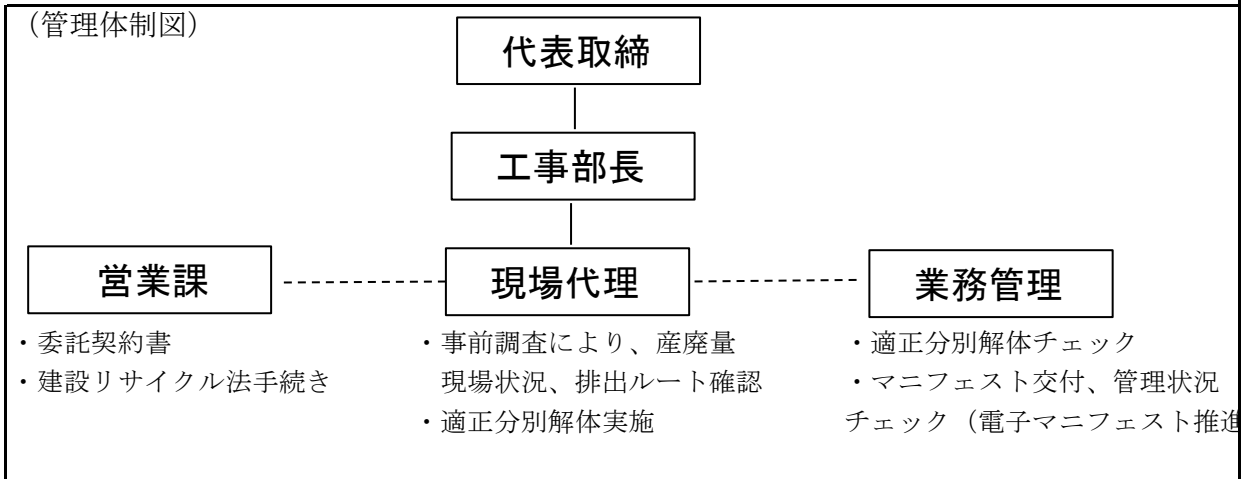 (管理体制図)
代表取締
工事部長
営業課
現場代理
業務管理
・委託契約書
・建設リサイクル法手続き
・事前調査により、産廃量
現場状況、排出ルート確認
・適正分別解体実施
・適正分別解体チェック
・マニフェスト交付、管理状況
チェック（電子マニフェスト推進